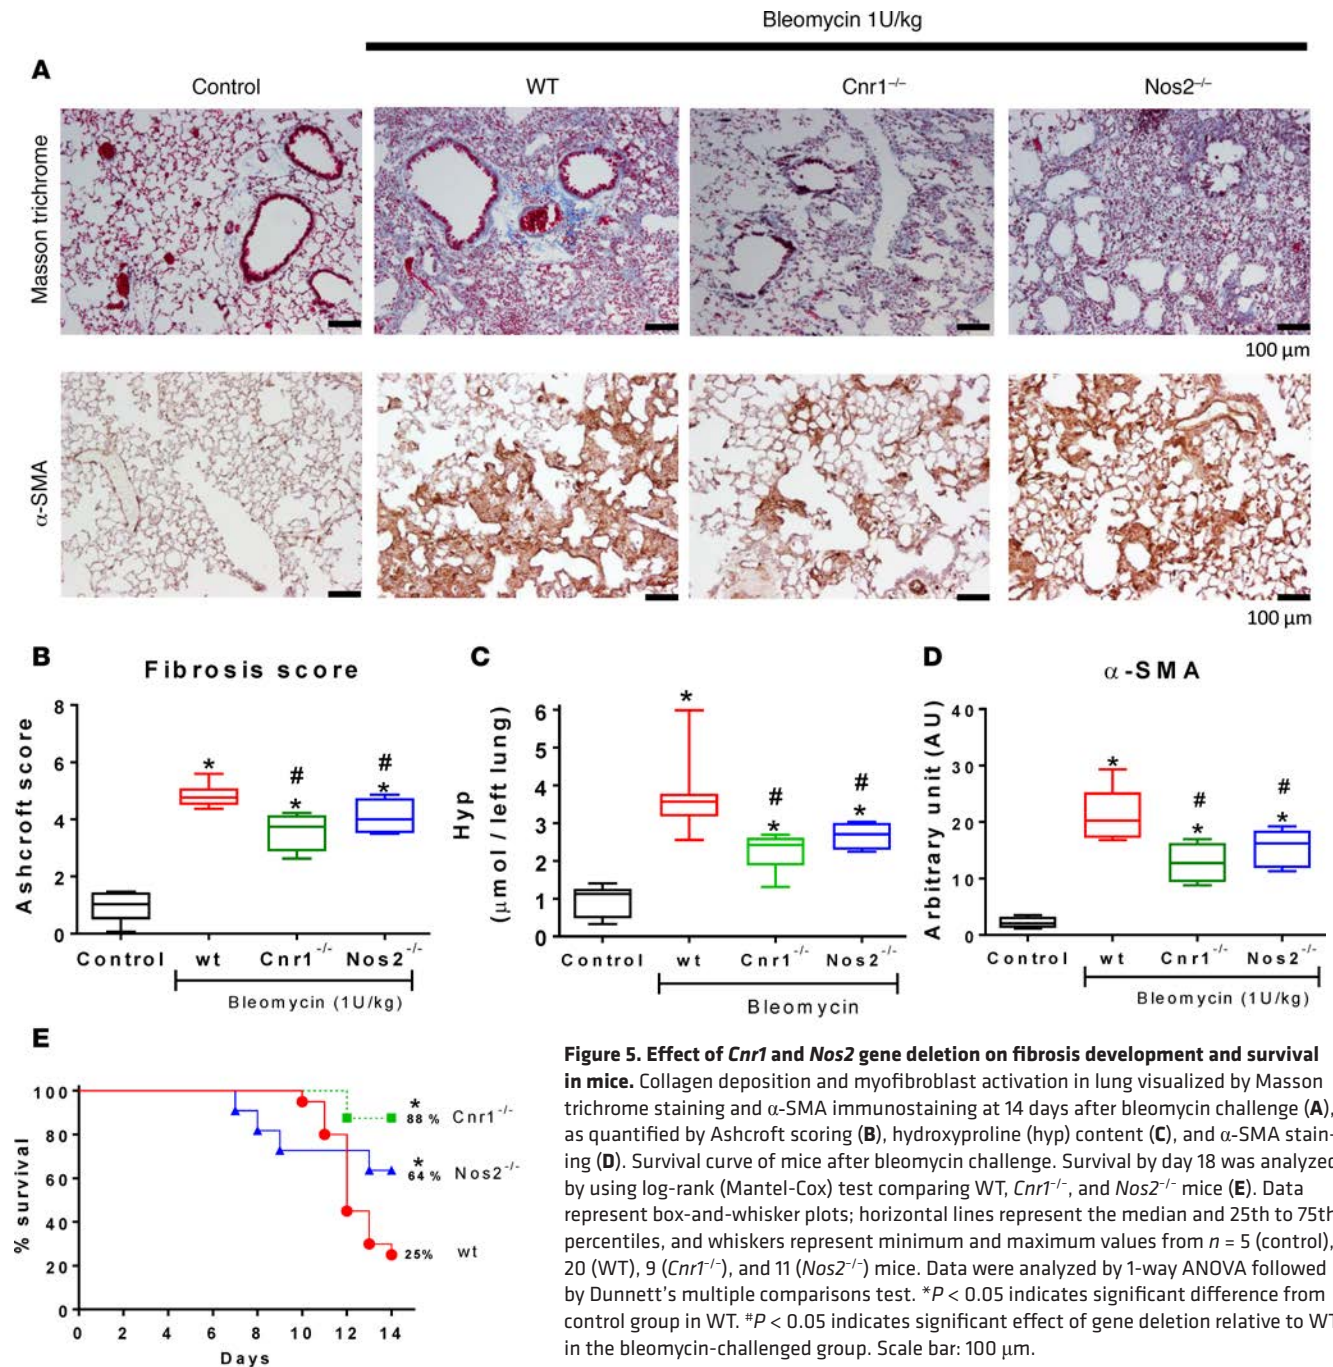 Bleomycin 1U/kg
A
Control
WT
Cnr1⁻/⁻
Nos2⁻/⁻
Masson trichrome
100 µm
α-SMA
100 µm
B
Fibrosis score
Ashcroft score
8
6
4
2
0
*
#
*
#
*
Control
wt
Cnr1⁻/⁻
Nos2⁻/⁻
Bleomycin (1U/kg)
C
Hyp
(µmol / left lung)
6
5
4
3
2
1
0
*
#
*
#
*
Control
wt
Cnr1⁻/⁻
Nos2⁻/⁻
Bleomycin
D
α-SMA
Arbitrary unit (AU)
40
30
20
10
0
*
#
*
#
*
Control
wt
Cnr1⁻/⁻
Nos2⁻/⁻
Bleomycin (1U/kg)
E
% survival
100
80
60
40
20
0
*
88 % Cnr1⁻/⁻
*
64 % Nos2⁻/⁻
25% wt
0 2 4 6 8 10 12 14
Days
Figure 5. Effect of Cnr1 and Nos2 gene deletion on fibrosis development and survival
in mice. Collagen deposition and myofibroblast activation in lung visualized by Masson
trichrome staining and α-SMA immunostaining at 14 days after bleomycin challenge (A),
as quantified by Ashcroft scoring (B), hydroxyproline (hyp) content (C), and α-SMA stain-
ing (D). Survival curve of mice after bleomycin challenge. Survival by day 18 was analyzed
by using log-rank (Mantel-Cox) test comparing WT, Cnr1⁻/⁻, and Nos2⁻/⁻ mice (E). Data
represent box-and-whisker plots; horizontal lines represent the median and 25th to 75th
percentiles, and whiskers represent minimum and maximum values from n = 5 (control),
20 (WT), 9 (Cnr1⁻/⁻), and 11 (Nos2⁻/⁻) mice. Data were analyzed by 1-way ANOVA followed
by Dunnett's multiple comparisons test. *P < 0.05 indicates significant difference from
control group in WT. #P < 0.05 indicates significant effect of gene deletion relative to WT
in the bleomycin-challenged group. Scale bar: 100 µm.